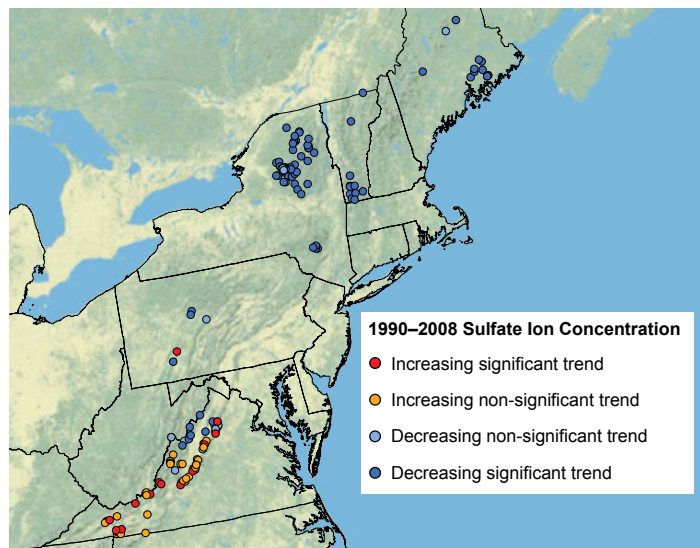 1990–2008 Sulfate Ion Concentration
Increasing significant trend
Increasing non-significant trend
Decreasing non-significant trend
Decreasing significant trend